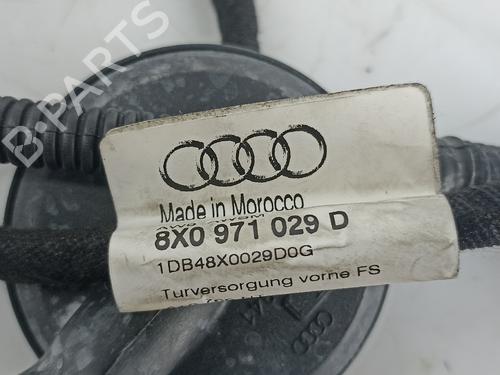 B-PARTS
Made in Morocco
8X0 971 029 D
1DB48X0029D0G
Turversorgung vorne FS